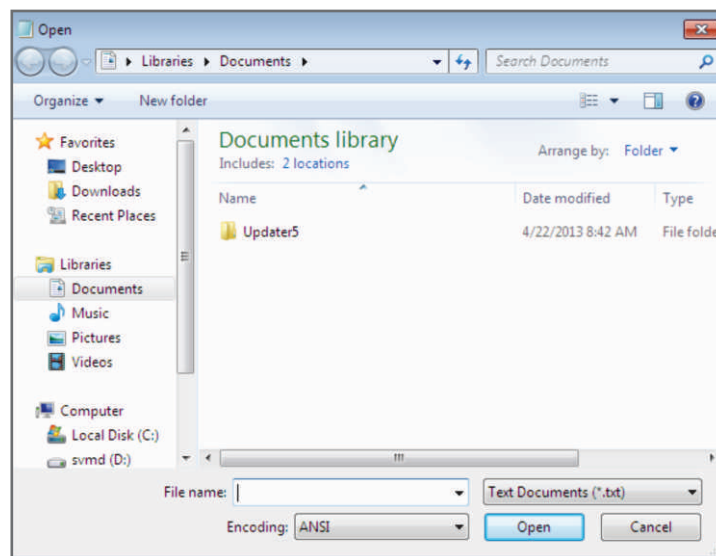 Open
Libraries Documents
Search Documents
Organize New folder
Favorites
Desktop
Downloads
Recent Places
Libraries
Documents
Music
Pictures
Videos
Computer
Local Disk (C:)
svmd (D:)
Documents library
Includes: 2 locations
Arrange by: Folder
Name Date modified Type
Updater5 4/22/2013 8:42 AM File folde
File name: Text Documents (*.txt)
Encoding: ANSI Open Cancel